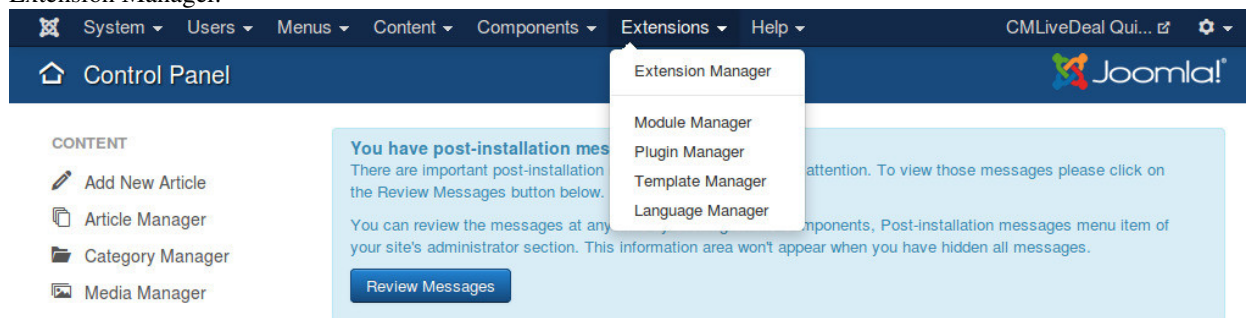 Extension Manager.
System Users Menus Content Components Extensions Help CMLiveDeal Qui...
Control Panel Joomla!
Extension Manager
Module Manager
Plugin Manager
Template Manager
Language Manager
CONTENT
Add New Article
Article Manager
Category Manager
Media Manager
You have post-installation mes
There are important post-installation attention. To view those messages please click on
the Review Messages button below.
You can review the messages at any mponents, Post-installation messages menu item of
your site's administrator section. This information area won't appear when you have hidden all messages.
Review Messages